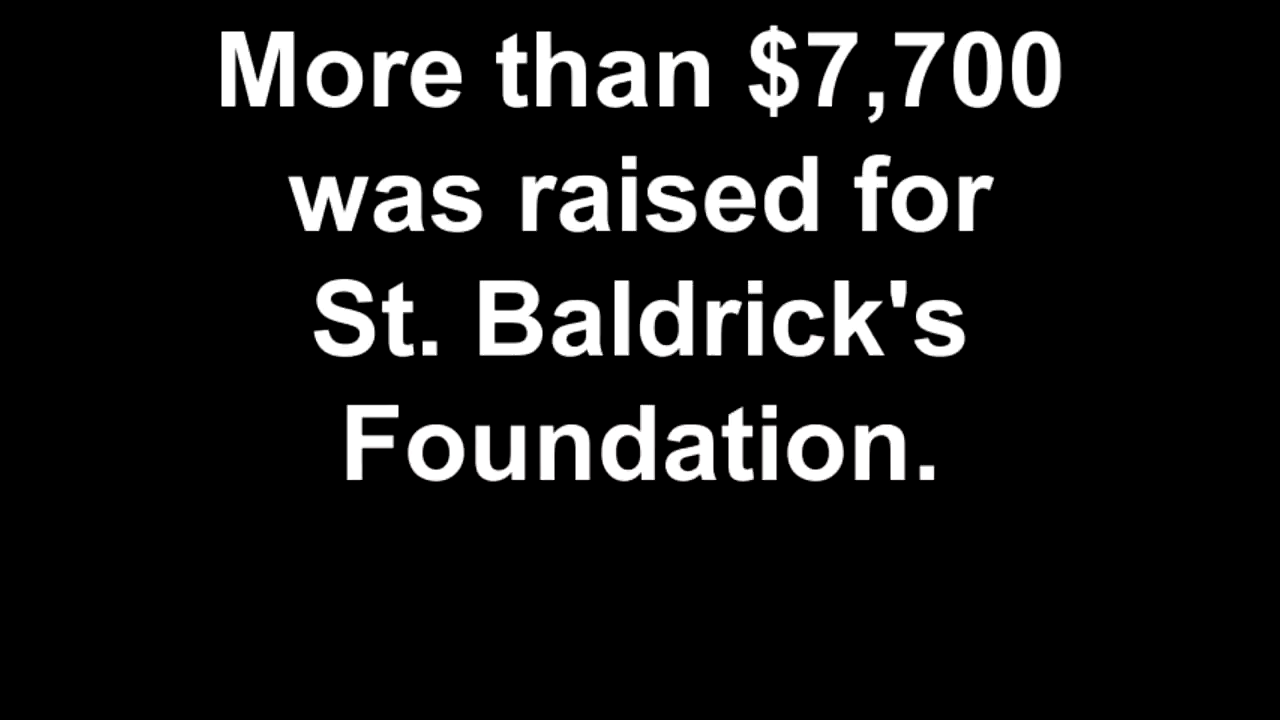 More than $7,700
was raised for
St. Baldrick's
Foundation.